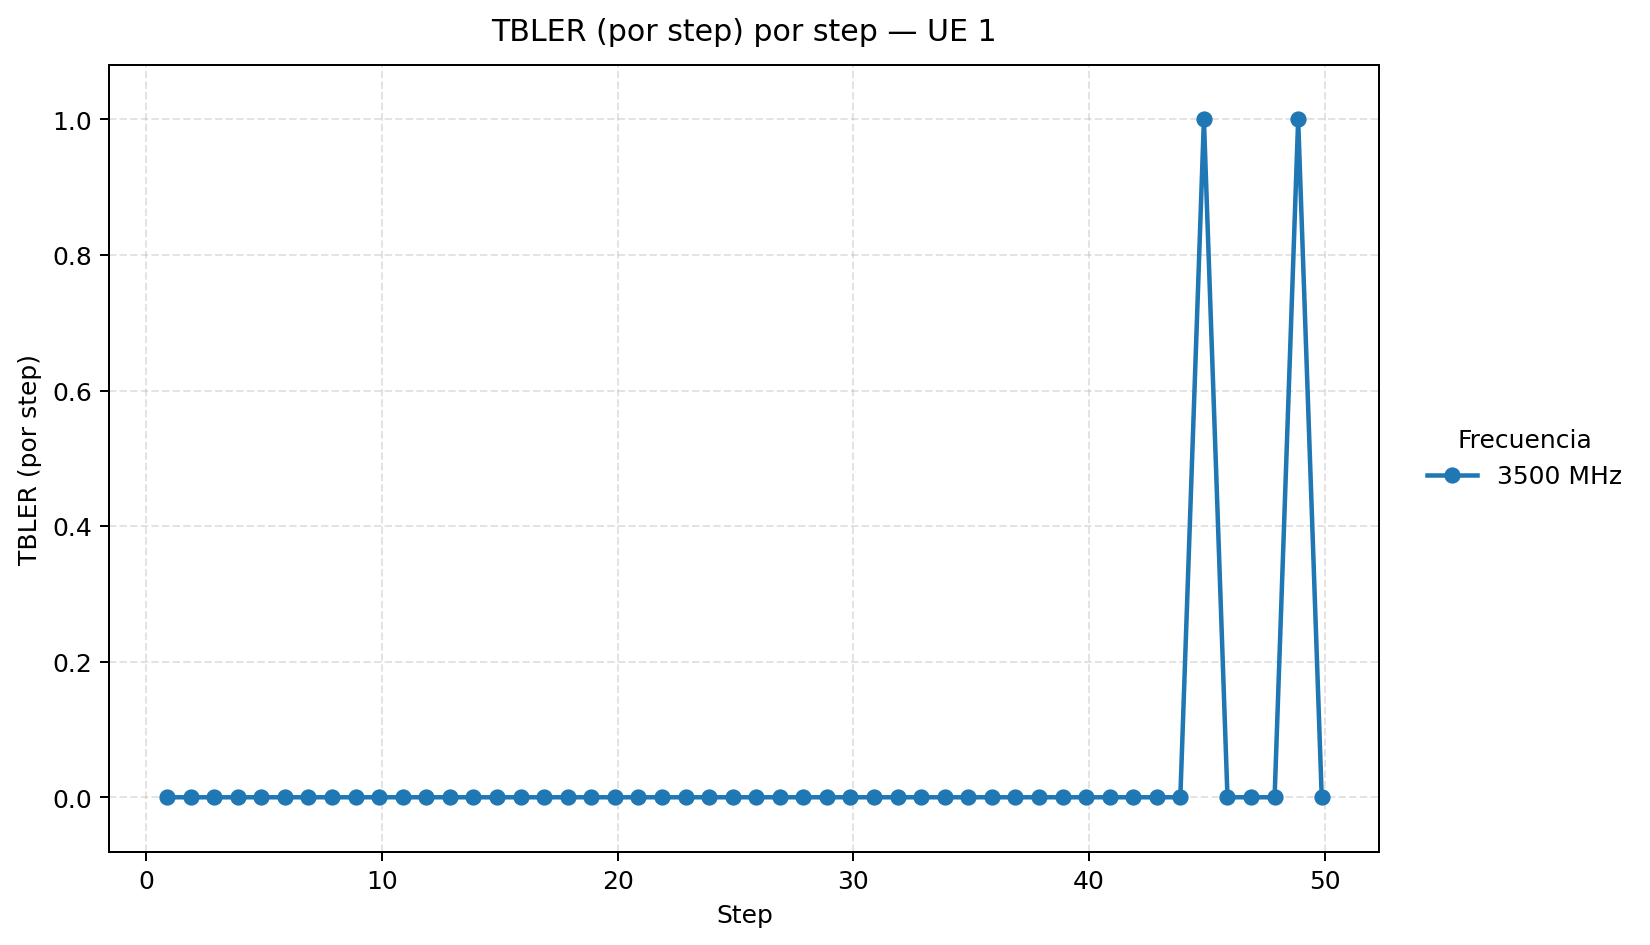 TBLER (por step) por step — UE 1
TBLER (por step)
1.0
0.8
0.6
0.4
0.2
0.0
0 10 20 30 40 50
Step
Frecuencia
3500 MHz